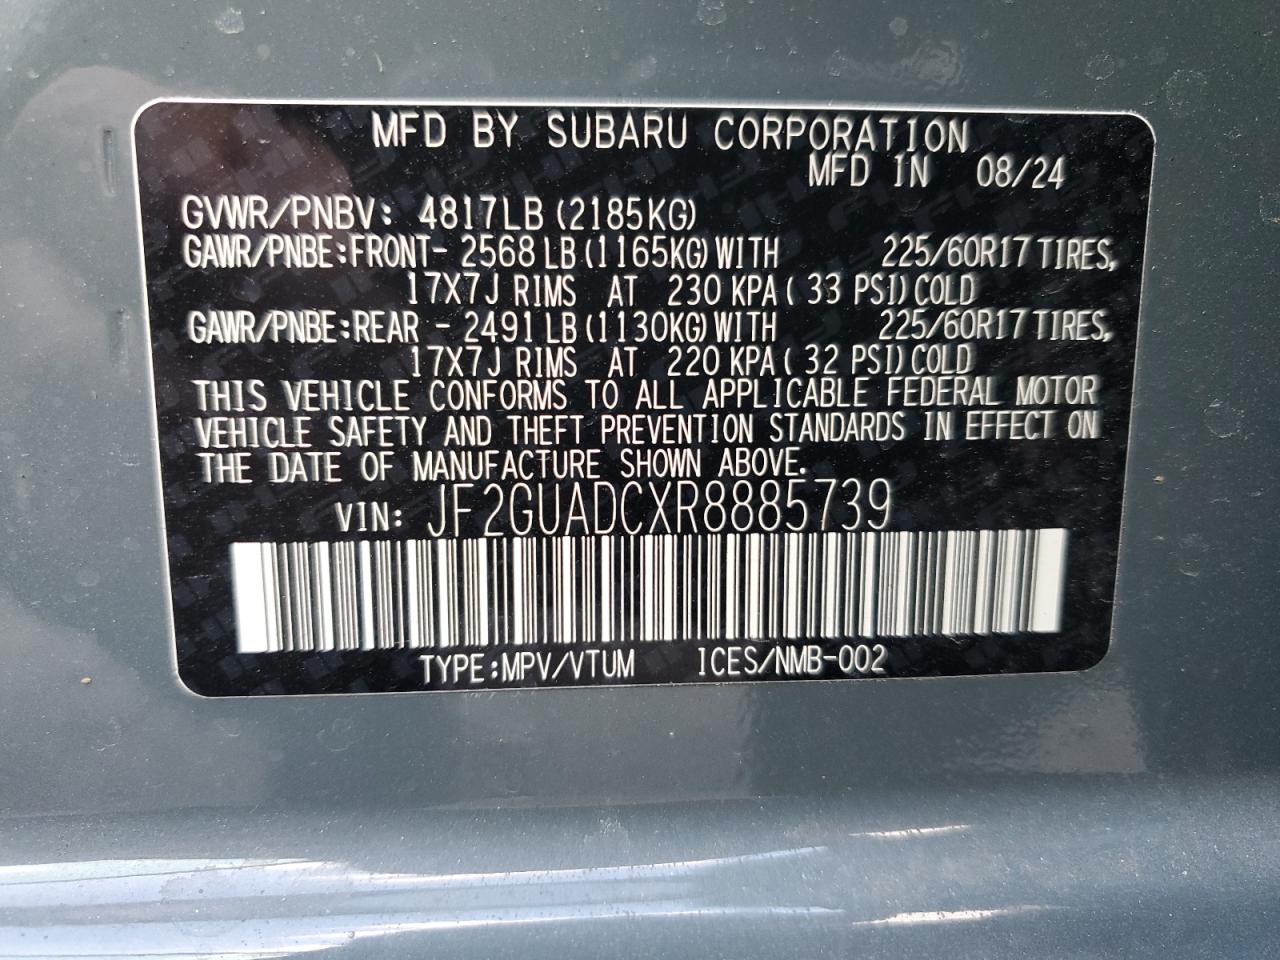 MFD BY SUBARU CORPORATION
MFD IN 08/24
GVWR/PNBV: 4817LB (2185KG)
GAWR/PNBE:FRONT- 2568 LB (1165KG) WITH 225/60R17 TIRES,
17X7J RIMS AT 230 KPA ( 33 PSI) COLD
GAWR/PNBE:REAR - 2491 LB (1130KG) WITH 225/60R17 TIRES,
17X7J RIMS AT 220 KPA ( 32 PSI) COLD
THIS VEHICLE CONFORMS TO ALL APPLICABLE FEDERAL MOTOR
VEHICLE SAFETY AND THEFT PREVENTION STANDARDS IN EFFECT ON
THE DATE OF MANUFACTURE SHOWN ABOVE.
VIN: JF2GUADCXR8885739
TYPE:MPV/VTUM ICES/NMB-002